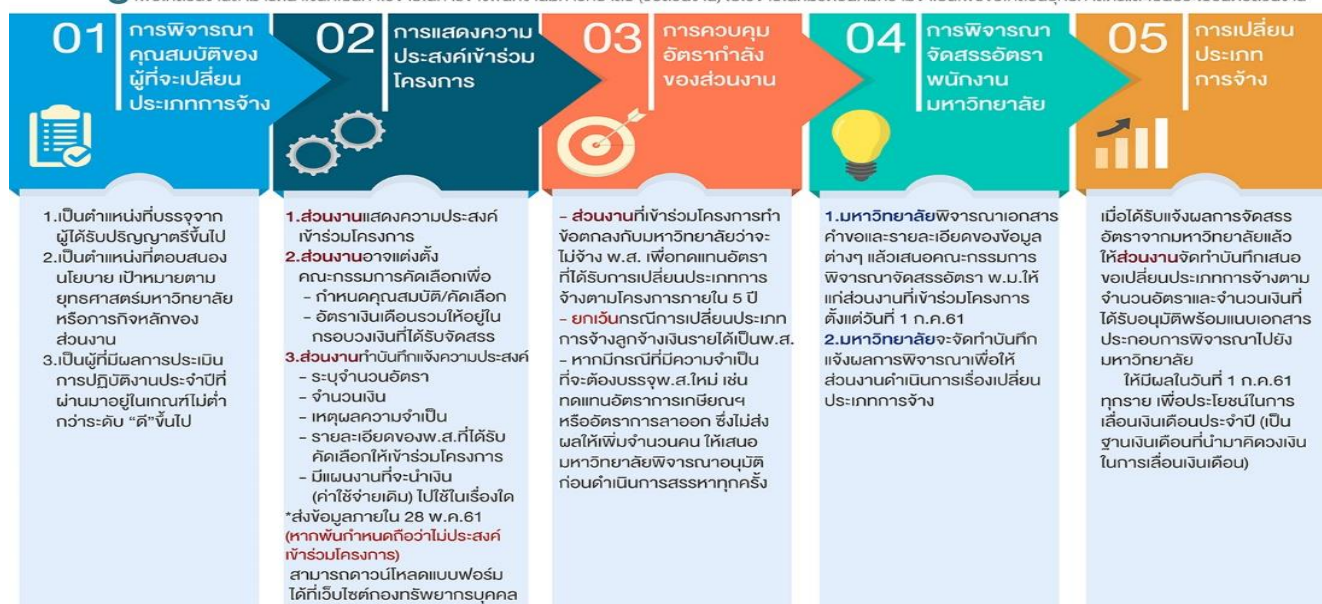 01
การพิจารณา
คุณสมบัติของ
ผู้ที่จะเปลี่ยน
ประเภทการจ้าง
02
การแสดงความ
ประสงค์เข้าร่วม
โครงการ
03
การควบคุม
อัตรากำลัง
ของส่วนงาน
04
การพิจารณา
จัดสรรอัตรา
พนักงาน
มหาวิทยาลัย
05
การเปลี่ยน
ประเภท
การจ้าง
1.เป็นตำแหน่งที่บรรจุจาก
ผู้ได้รับปริญญาตรีขึ้นไป
2.เป็นตำแหน่งที่ตอบสนอง
นโยบาย เป้าหมายตาม
ยุทธศาสตร์มหาวิทยาลัย
หรือภารกิจหลักของ
ส่วนงาน
3.เป็นผู้ที่มีผลการประเมิน
การปฏิบัติงานประจำปีที่
ผ่านมาอยู่ในเกณฑ์ไม่ต่ำ
กว่าระดับ “ดี”ขึ้นไป
1.ส่วนงานแสดงความประสงค์
เข้าร่วมโครงการ
2.ส่วนงานอาจแต่งตั้ง
คณะกรรมการคัดเลือกเพื่อ
- กำหนดคุณสมบัติ/คัดเลือก
- อัตราเงินเดือนรวมให้อยู่ใน
กรอบวงเงินที่ได้รับจัดสรร
3.ส่วนงานทำบันทึกแจ้งความประสงค์
- ระบุจำนวนอัตรา
- จำนวนเงิน
- เหตุผลความจำเป็น
- รายละเอียดของพ.ส.ที่ได้รับ
คัดเลือกให้เข้าร่วมโครงการ
- มีแผนงานที่จะนำเงิน
(ค่าใช้จ่ายเดิม) ไปใช้ในเรื่องใด
*ส่งข้อมูลภายใน 28 พ.ค.61
(หากพ้นกำหนดถือว่าไม่ประสงค์
เข้าร่วมโครงการ)
สามารถดาวน์โหลดแบบฟอร์ม
ได้ที่เว็บไซต์กองทรัพยากรบุคคล
- ส่วนงานที่เข้าร่วมโครงการทำ
ข้อตกลงกับมหาวิทยาลัยว่าจะ
ไม่จ้าง พ.ส. เพื่อทดแทนอัตรา
ที่ได้รับการเปลี่ยนประเภทการ
จ้างตามโครงการภายใน 5 ปี
- ยกเว้นกรณีการเปลี่ยนประเภท
การจ้างลูกจ้างเงินรายได้เป็นพ.ส.
- หากมีกรณีที่มีความจำเป็น
ที่จะต้องบรรจุพ.ส.ใหม่ เช่น
ทดแทนอัตราการเกษียณฯ
หรืออัตราการลาออก ซึ่งไม่ส่ง
ผลให้เพิ่มจำนวนคน ให้เสนอ
มหาวิทยาลัยพิจารณาอนุมัติ
ก่อนดำเนินการสรรหาทุกครั้ง
1.มหาวิทยาลัยพิจารณาเอกสาร
คำขอและรายละเอียดของข้อมูล
ต่างๆ แล้วเสนอคณะกรรมการ
พิจารณาจัดสรรอัตรา พ.ม.ให้
แก่ส่วนงานที่เข้าร่วมโครงการ
ตั้งแต่วันที่ 1 ก.ค.61
2.มหาวิทยาลัยจะจัดทำบันทึก
แจ้งผลการพิจารณาเพื่อให้
ส่วนงานดำเนินการเรื่องเปลี่ยน
ประเภทการจ้าง
เมื่อได้รับแจ้งผลการจัดสรร
อัตราจากมหาวิทยาลัยแล้ว
ให้ส่วนงานจัดทำบันทึกเสนอ
ขอเปลี่ยนประเภทการจ้างตาม
จำนวนอัตราและจำนวนเงินที่
ได้รับอนุมัติพร้อมแนบเอกสาร
ประกอบการพิจารณาไปยัง
มหาวิทยาลัย
ให้มีผลในวันที่ 1 ก.ค.61
ทุกราย เพื่อประโยชน์ในการ
เลื่อนเงินเดือนประจำปี (เป็น
ฐานเงินเดือนที่นำมาคิดวงเงิน
ในการเลื่อนเงินเดือน)